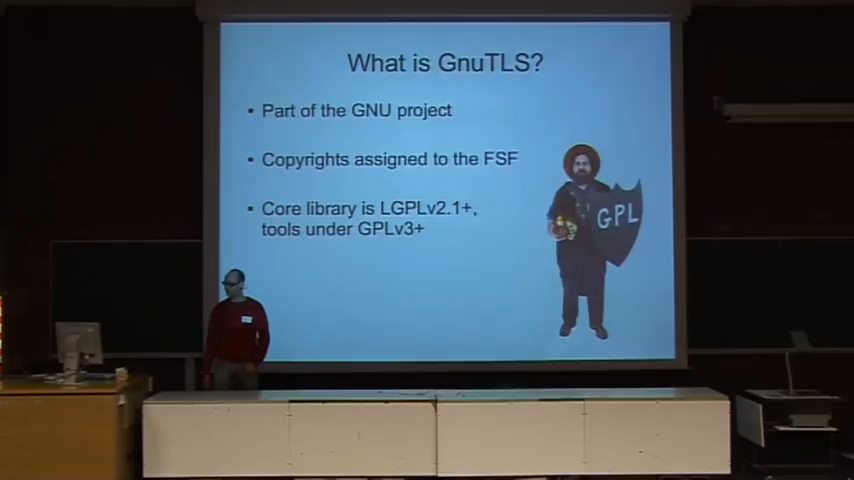 What is GnuTLS?
• Part of the GNU project
• Copyrights assigned to the FSF
• Core library is LGPLv2.1+,
tools under GPLv3+
GPL